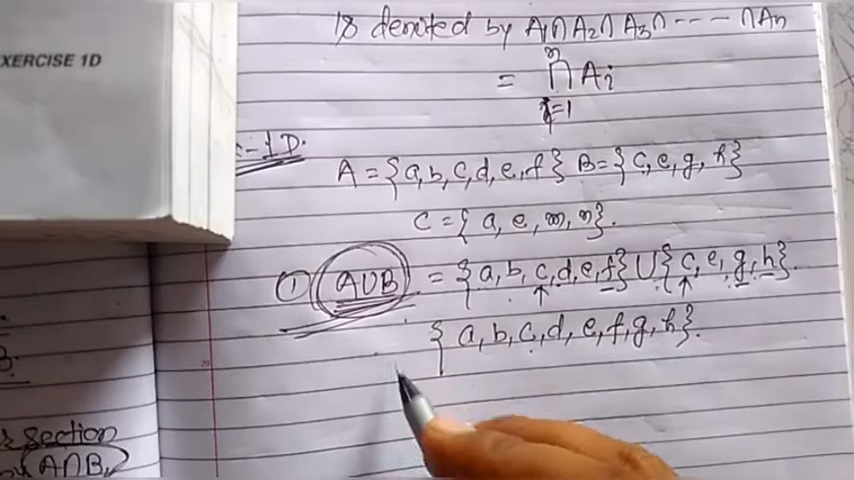 EXERCISE 1D
is denoted by A₁∩A₂∩A₃∩---- ∩Aₙ
n
= ∩ Aᵢ
i=1
- 1D.
A = {a,b,c,d,e,f} B = {c,e,g,h}
C = {a, e, m, n}.
① A∪B = {a, b, c, d, e, f} ∪ {c, e, g, h}.
{a, b, c, d, e, f, g, h}.
section
A∩B,